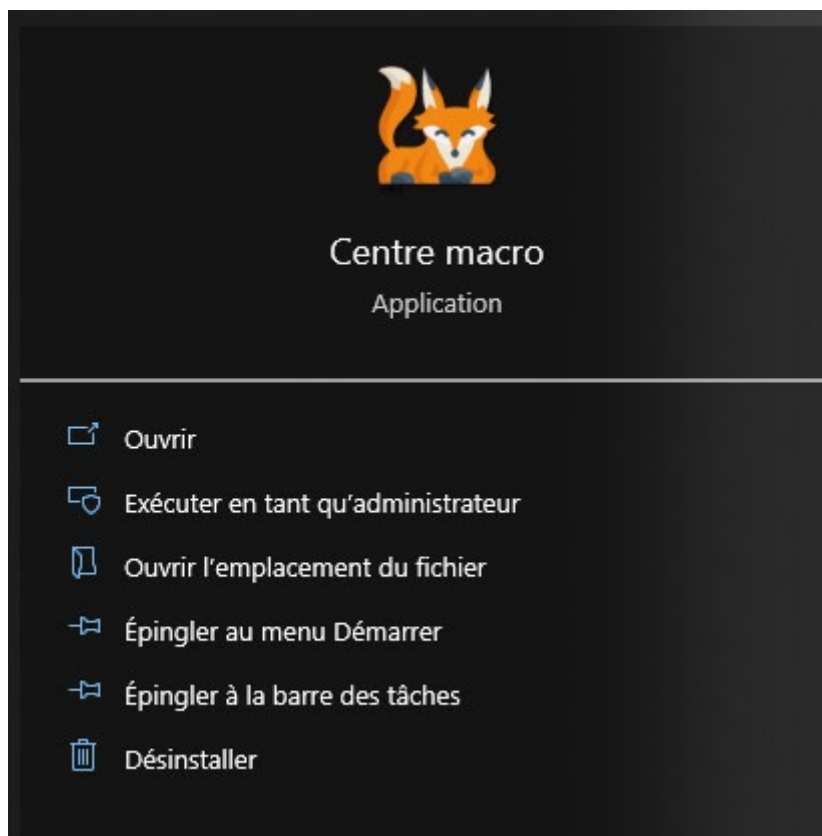 Centre macro
Application
Ouvrir
Exécuter en tant qu'administrateur
Ouvrir l'emplacement du fichier
Épingler au menu Démarrer
Épingler à la barre des tâches
Désinstaller